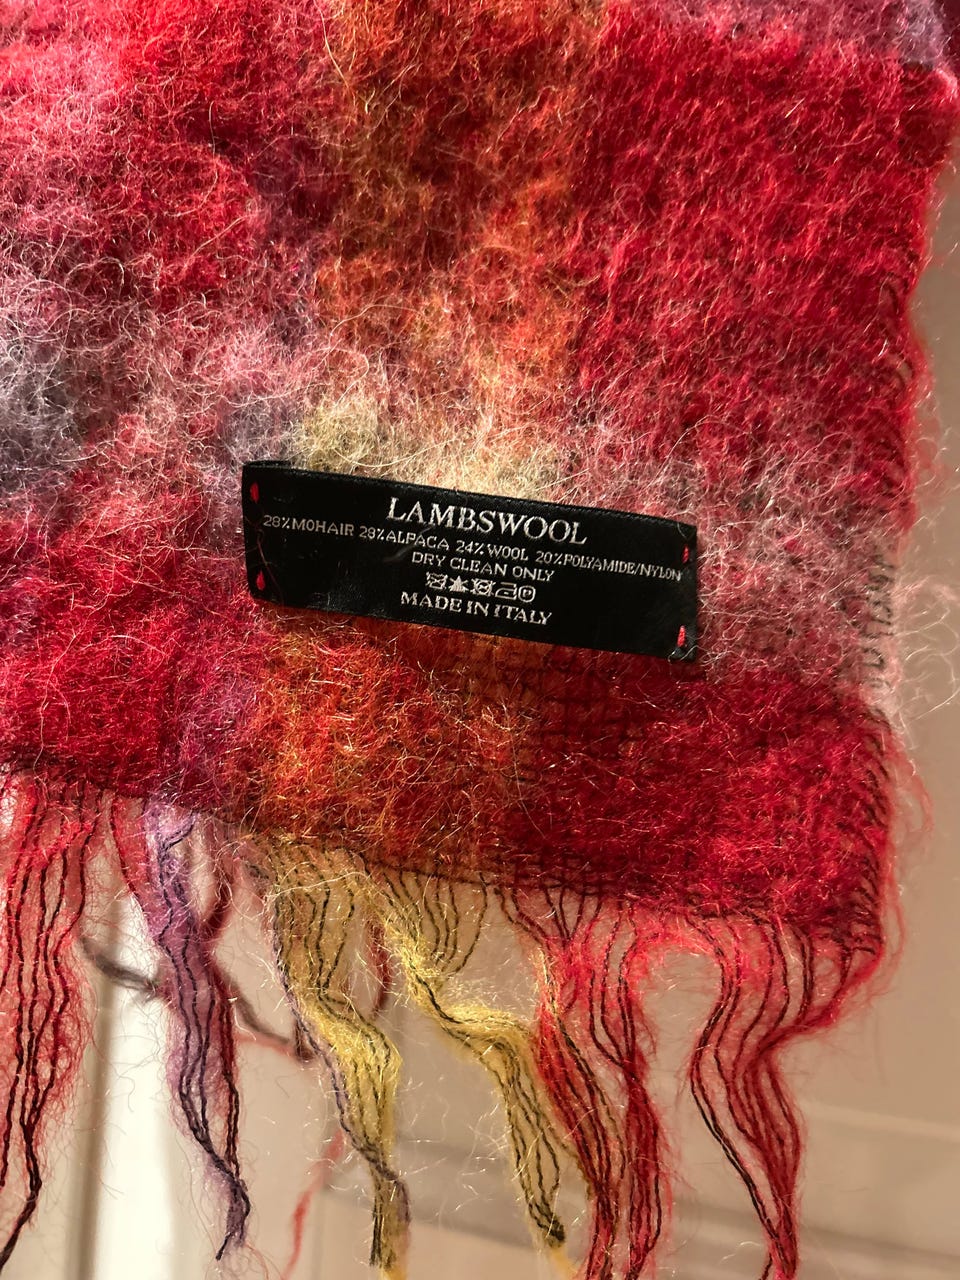 LAMBSWOOL
28%MOHAIR 28%ALPACA 24%WOOL 20%POLYAMIDE/NYLON
DRY CLEAN ONLY
MADE IN ITALY